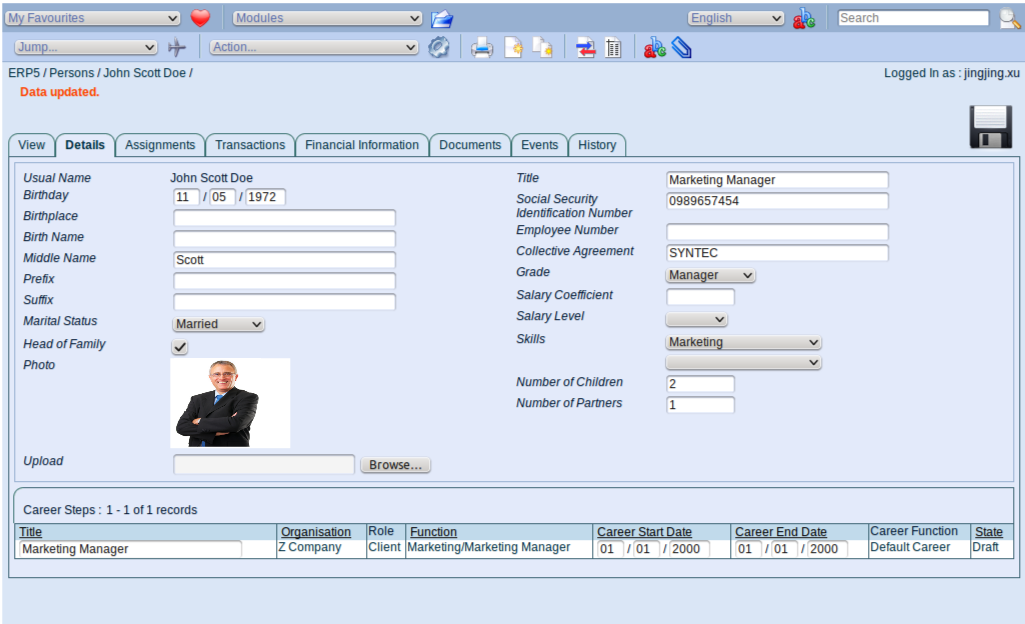 My Favourites Modules English Search
Jump... Action...
ERP5 / Persons / John Scott Doe / Logged In as : jingjing.xu
Data updated.
View Details Assignments Transactions Financial Information Documents Events History
Usual Name John Scott Doe
Birthday 11 / 05 / 1972
Birthplace
Birth Name
Middle Name Scott
Prefix
Suffix
Marital Status Married
Head of Family
Photo
Upload Browse...
Title Marketing Manager
Social Security
Identification Number 0989657454
Employee Number
Collective Agreement SYNTEC
Grade Manager
Salary Coefficient
Salary Level
Skills Marketing
Number of Children 2
Number of Partners 1
Career Steps : 1 - 1 of 1 records
Title Organisation Role Function Career Start Date Career End Date Career Function State
Marketing Manager Z Company Client Marketing/Marketing Manager 01 / 01 / 2000 01 / 01 / 2000 Default Career Draft